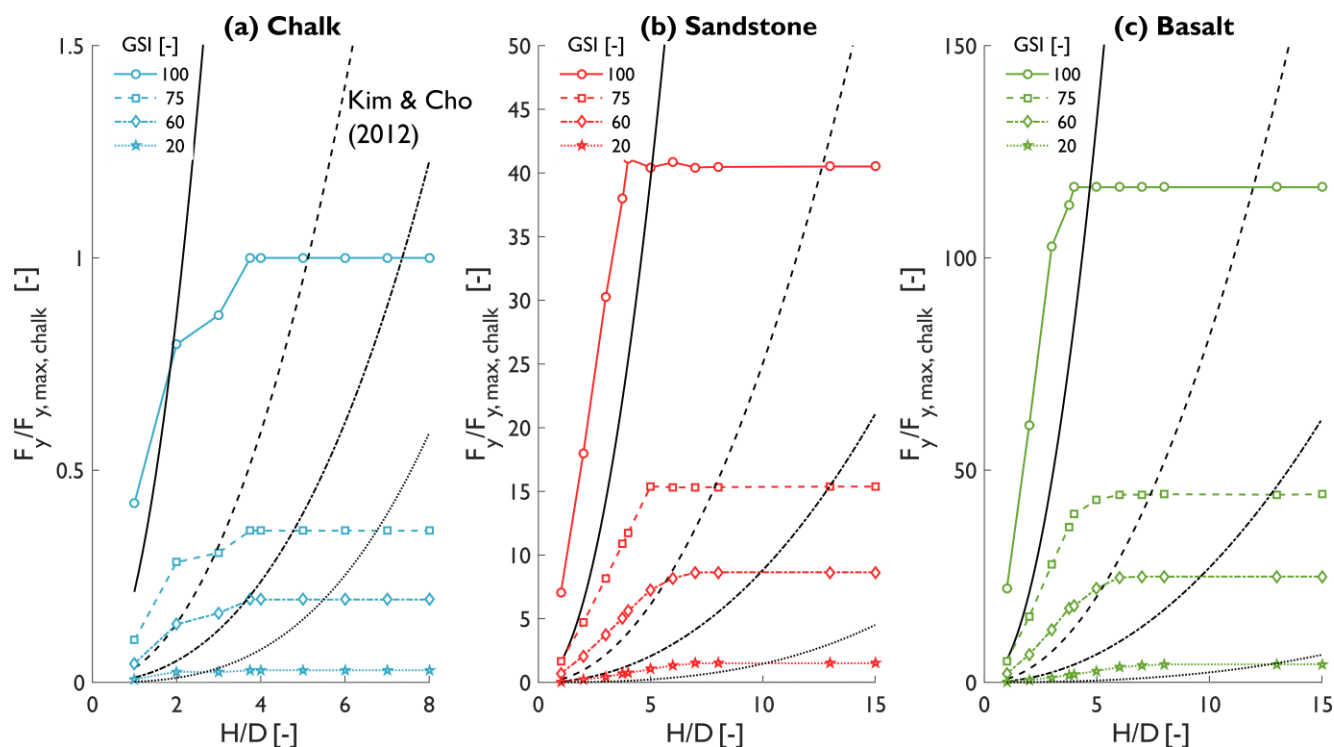 (a) Chalk
GSI [-]
100
75
60
20
Kim & Cho
(2012)
1.5
1
0.5
0
F_y/F_y, max, chalk [-]
0 2 4 6 8
H/D [-]
(b) Sandstone
GSI [-]
100
75
60
20
50
45
40
35
30
25
20
15
10
5
0
F_y/F_y, max, chalk [-]
0 5 10 15
H/D [-]
(c) Basalt
GSI [-]
100
75
60
20
150
100
50
0
F_y/F_y, max, chalk [-]
0 5 10 15
H/D [-]